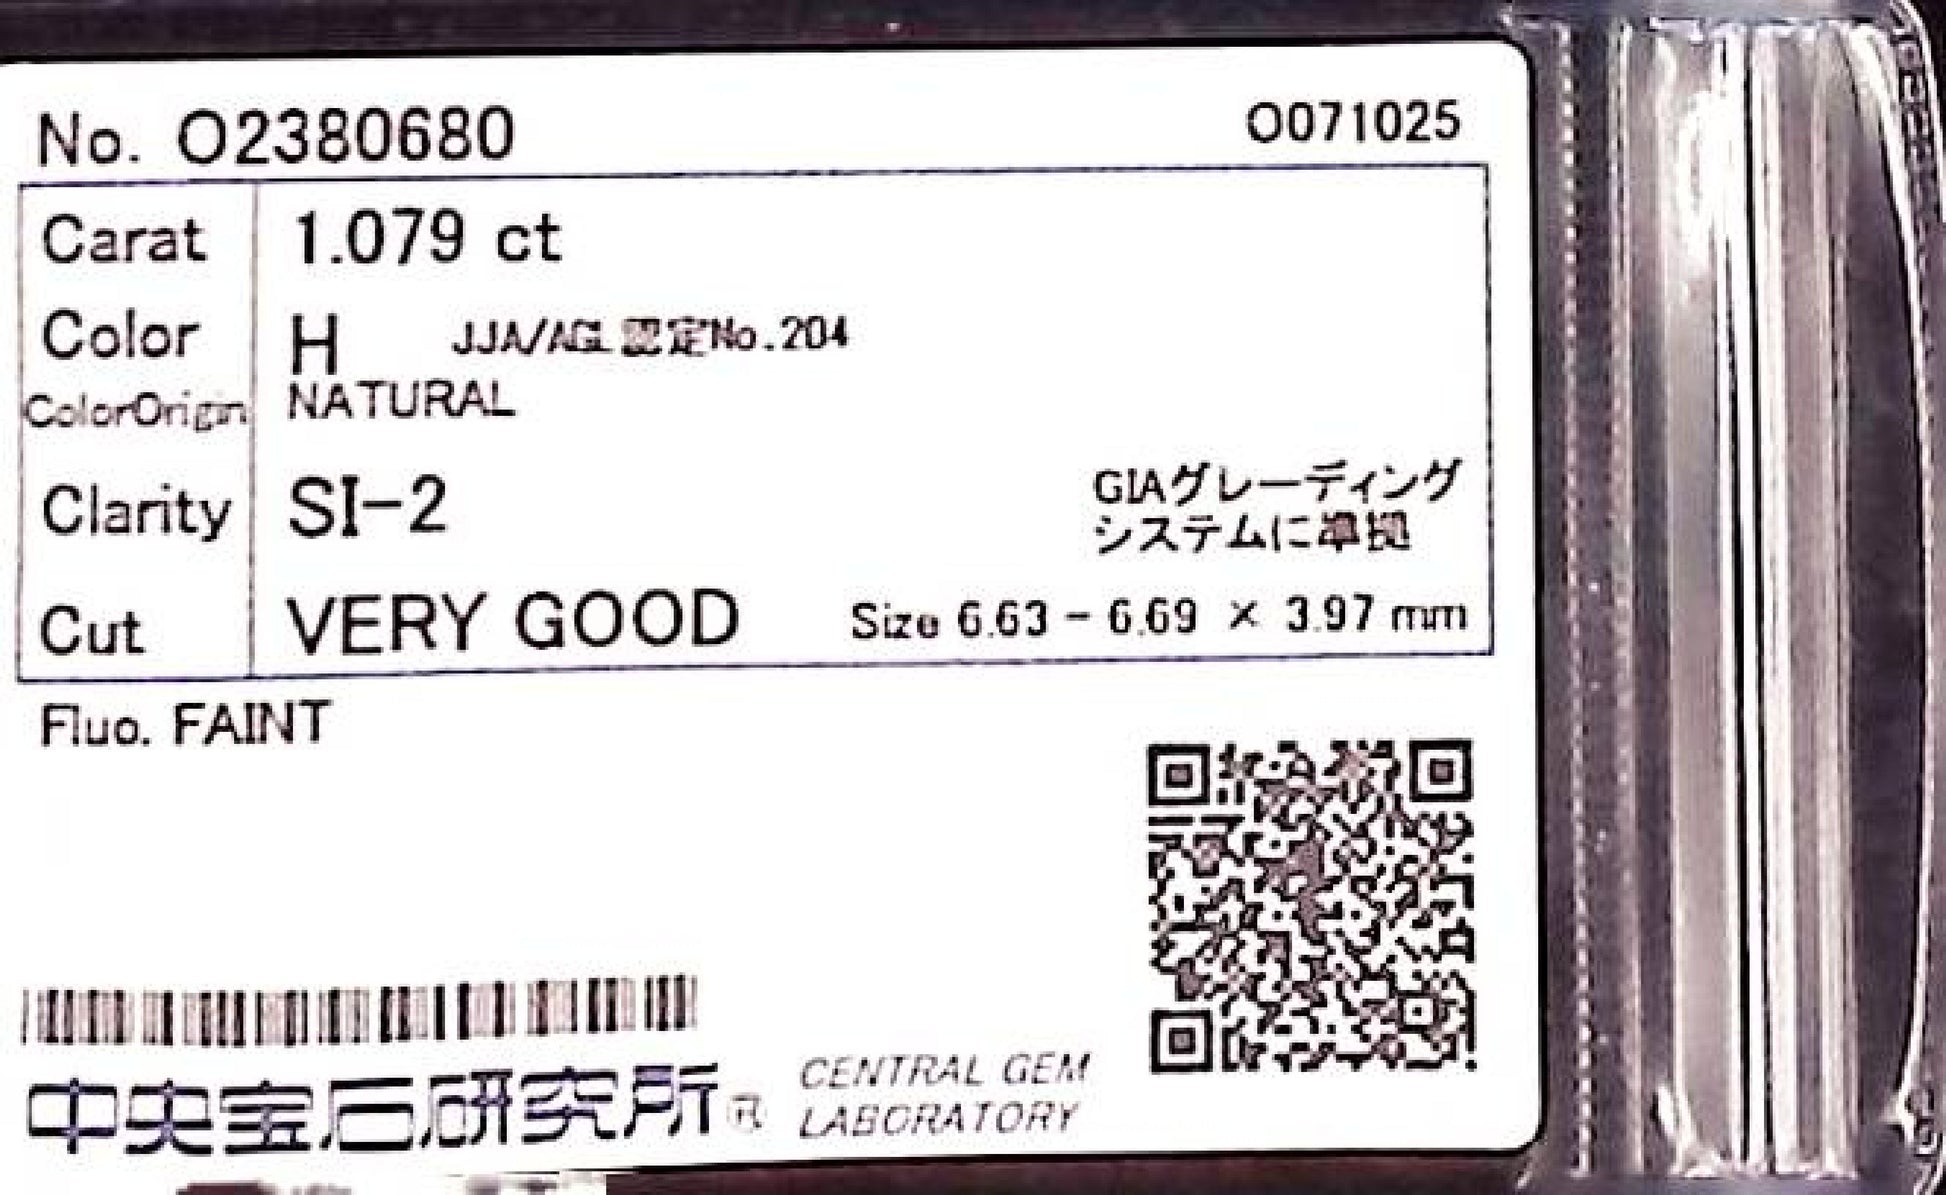 No. O2380680
O071025
Carat 1.079 ct
Color H JJA/AGL認定No.204
ColorOrigin NATURAL
Clarity SI-2
GIAグレーディング
システムに準拠
Cut VERY GOOD Size 6.63 - 6.69 × 3.97 mm
Fluo. FAINT
中央宝石研究所®
CENTRAL GEM
LABORATORY